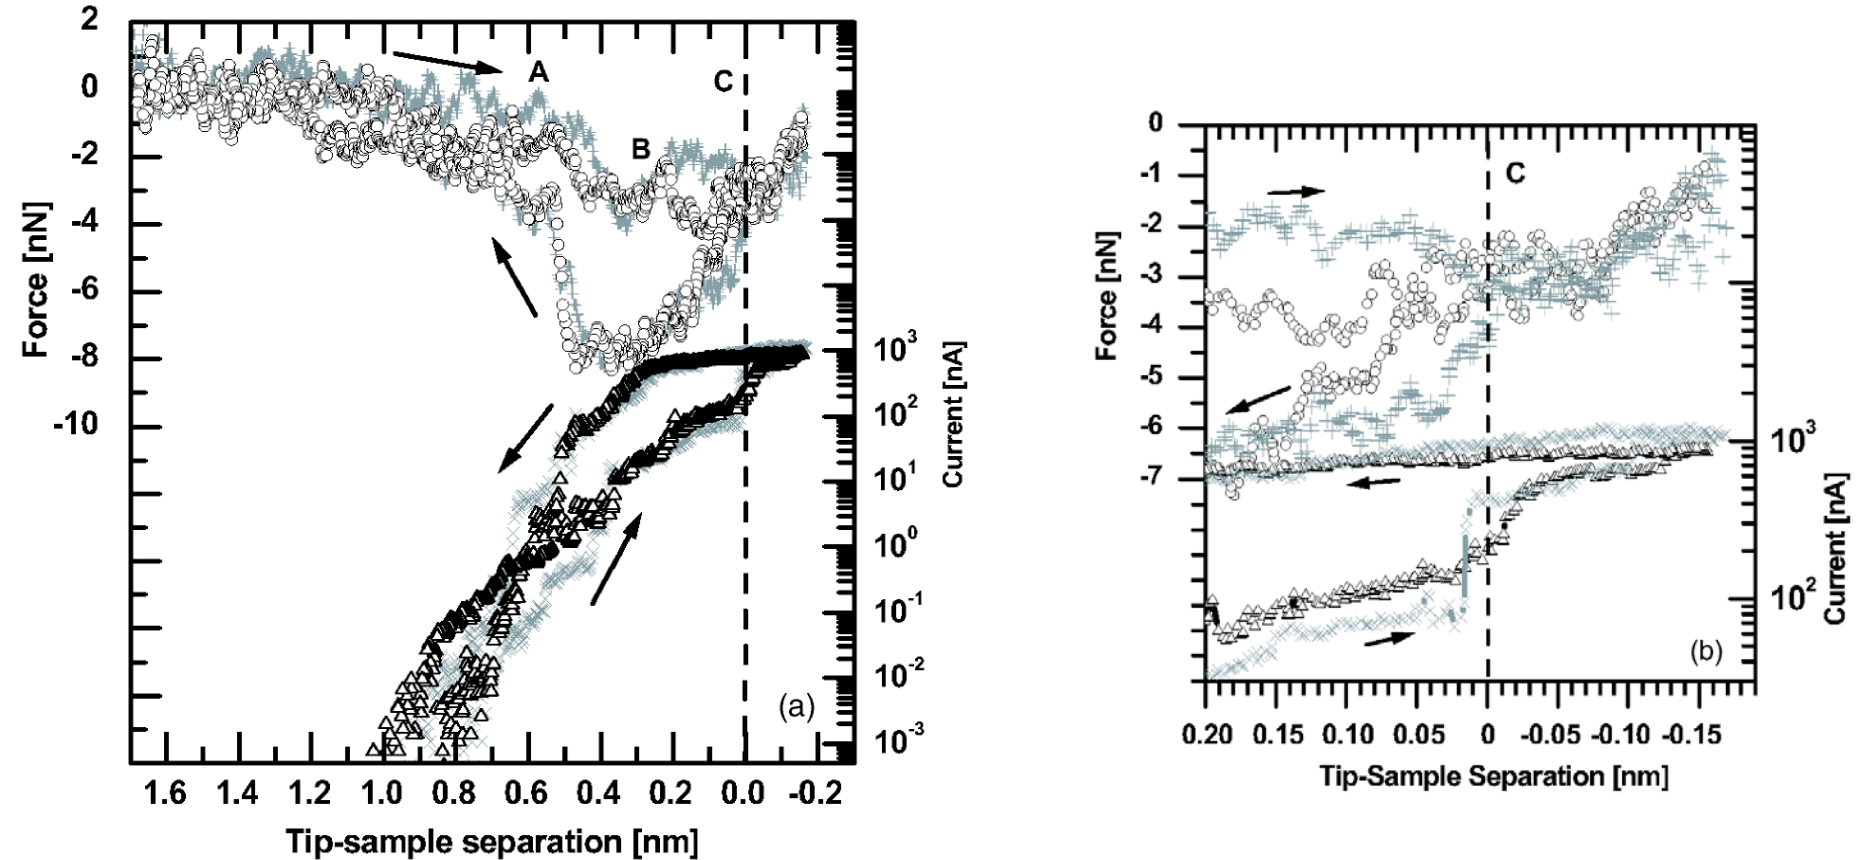 2
0
-2
-4
-6
-8
-10
Force [nN]
A
B
C
10³
10²
10¹
10⁰
10⁻¹
10⁻²
10⁻³
Current [nA]
(a)
1.6 1.4 1.2 1.0 0.8 0.6 0.4 0.2 0.0 -0.2
Tip-sample separation [nm]
0
-1
-2
-3
-4
-5
-6
-7
Force [nN]
C
10³
10²
Current [nA]
(b)
0.20 0.15 0.10 0.05 0 -0.05 -0.10 -0.15
Tip-Sample Separation [nm]